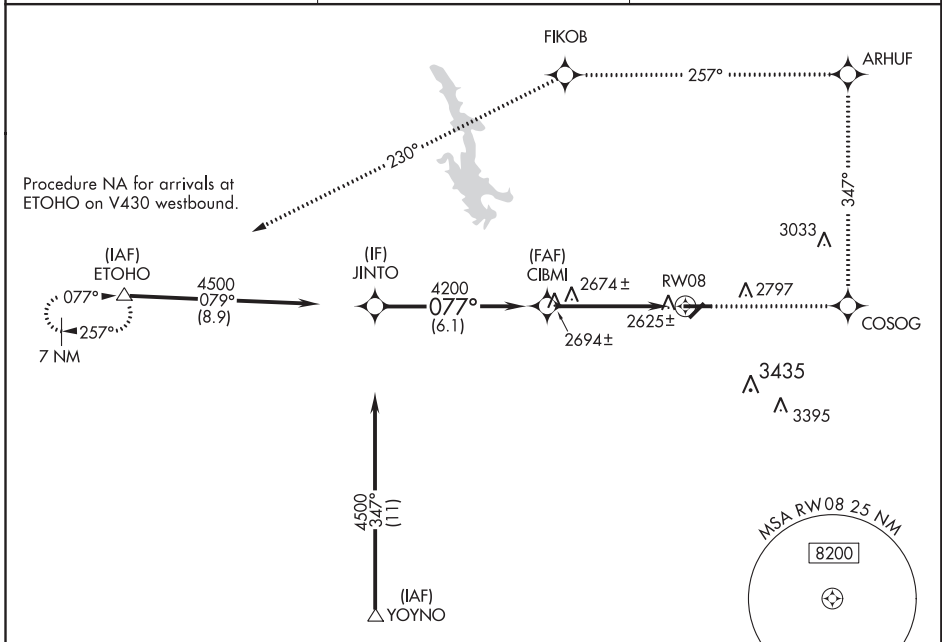 FIKOB
ARHUF
257°
230°
347°
Procedure NA for arrivals at
ETOHO on V430 westbound.
3033
(IAF)
ETOHO
077°
257°
7 NM
4500
079°
(8.9)
(IF)
JINTO
4200
077°
(6.1)
(FAF)
CIBMI
2674±
2694±
RW08
2625±
2797
COSOG
3435
3395
4500
347°
(11)
(IAF)
YOYNO
MSA RW08 25 NM
8200